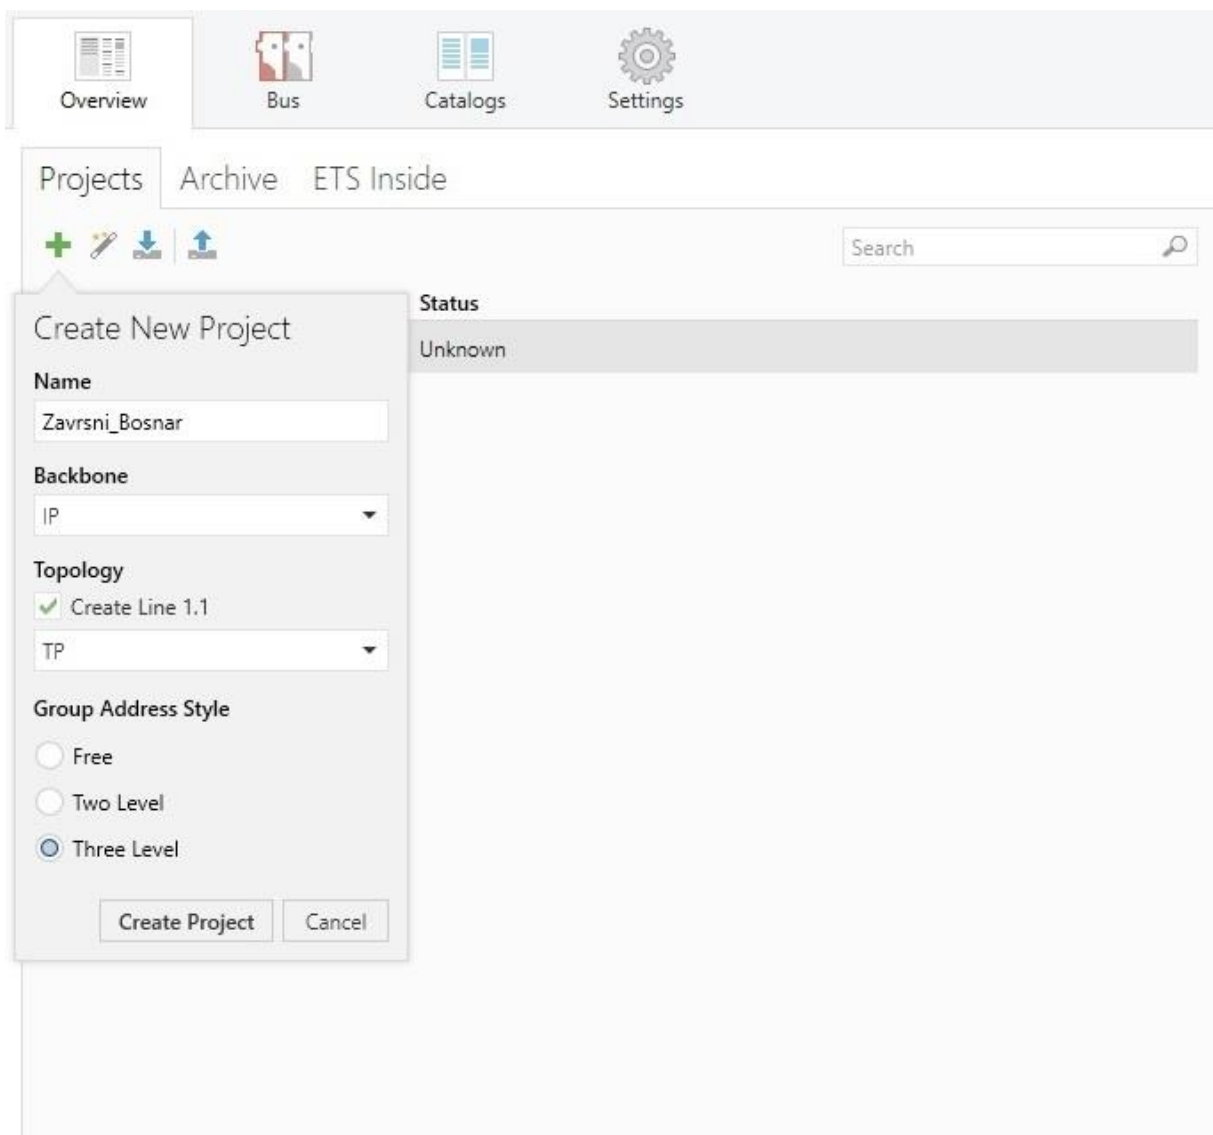 Overview
Bus
Catalogs
Settings
Projects
Archive
ETS Inside
Search
Create New Project
Status
Unknown
Name
Zavrsni_Bosnar
Backbone
IP
Topology
Create Line 1.1
TP
Group Address Style
Free
Two Level
Three Level
Create Project
Cancel